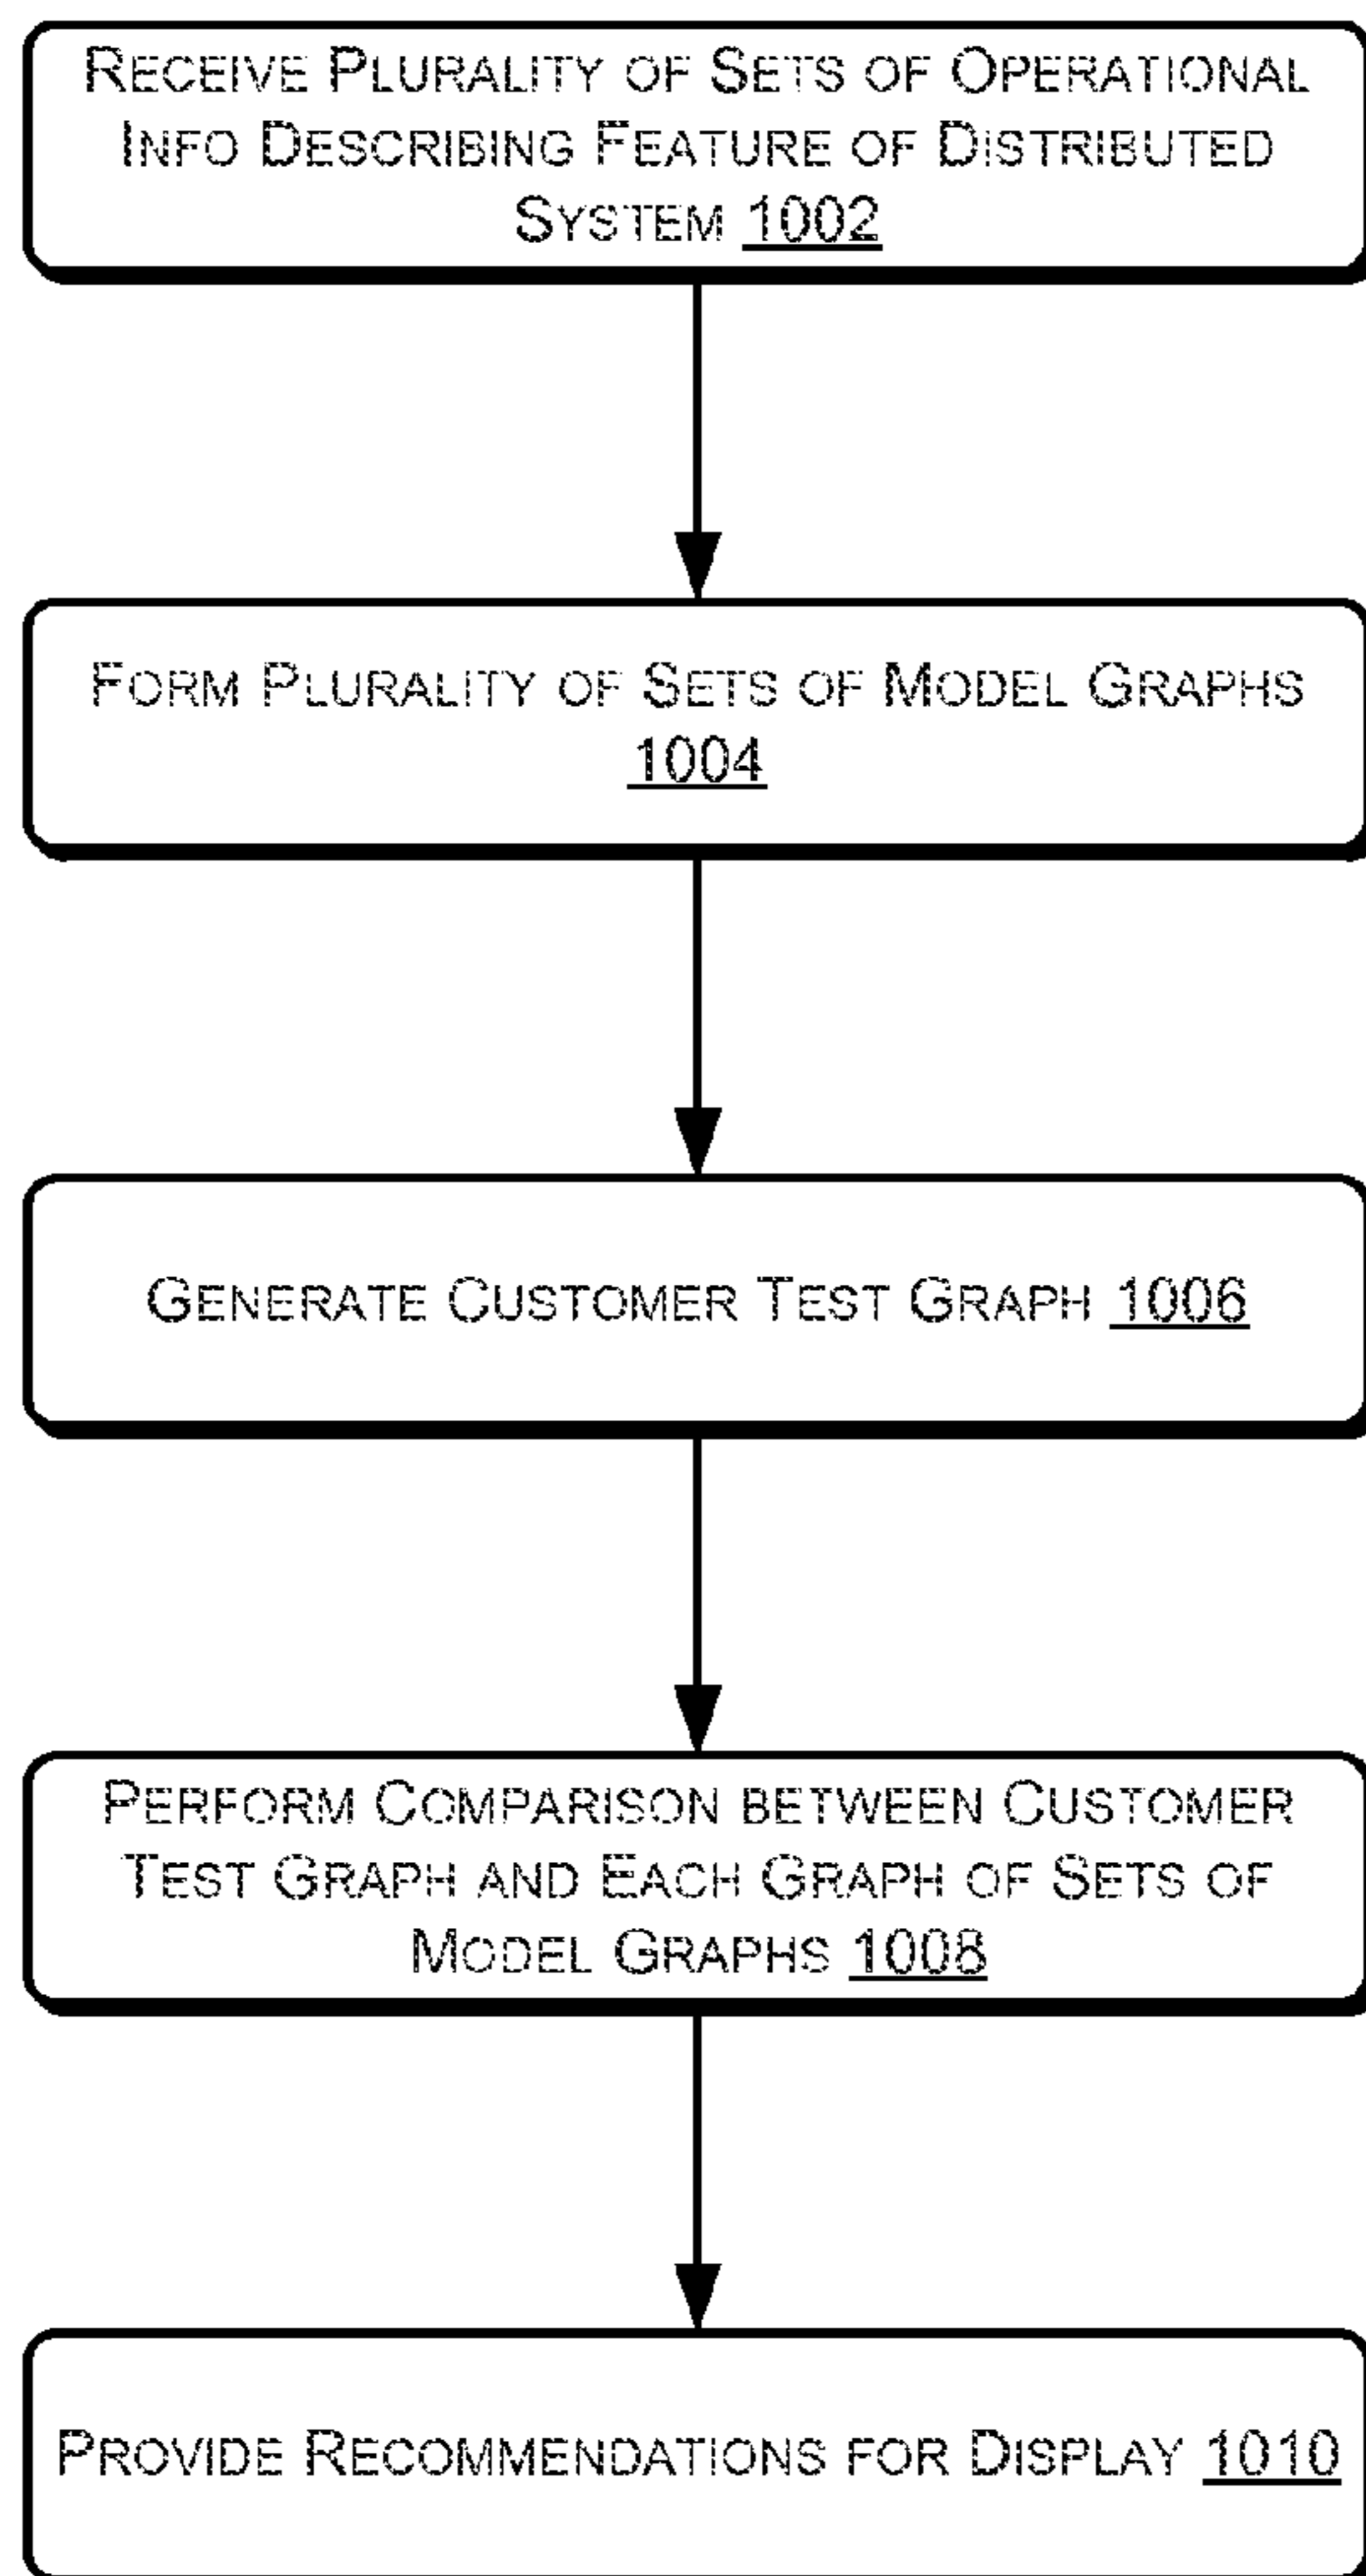 RECEIVE PLURALITY OF SETS OF OPERATIONAL
INFO DESCRIBING FEATURE OF DISTRIBUTED
SYSTEM 1002
FORM PLURALITY OF SETS OF MODEL GRAPHS
1004
GENERATE CUSTOMER TEST GRAPH 1006
PERFORM COMPARISON BETWEEN CUSTOMER
TEST GRAPH AND EACH GRAPH OF SETS OF
MODEL GRAPHS 1008
PROVIDE RECOMMENDATIONS FOR DISPLAY 1010